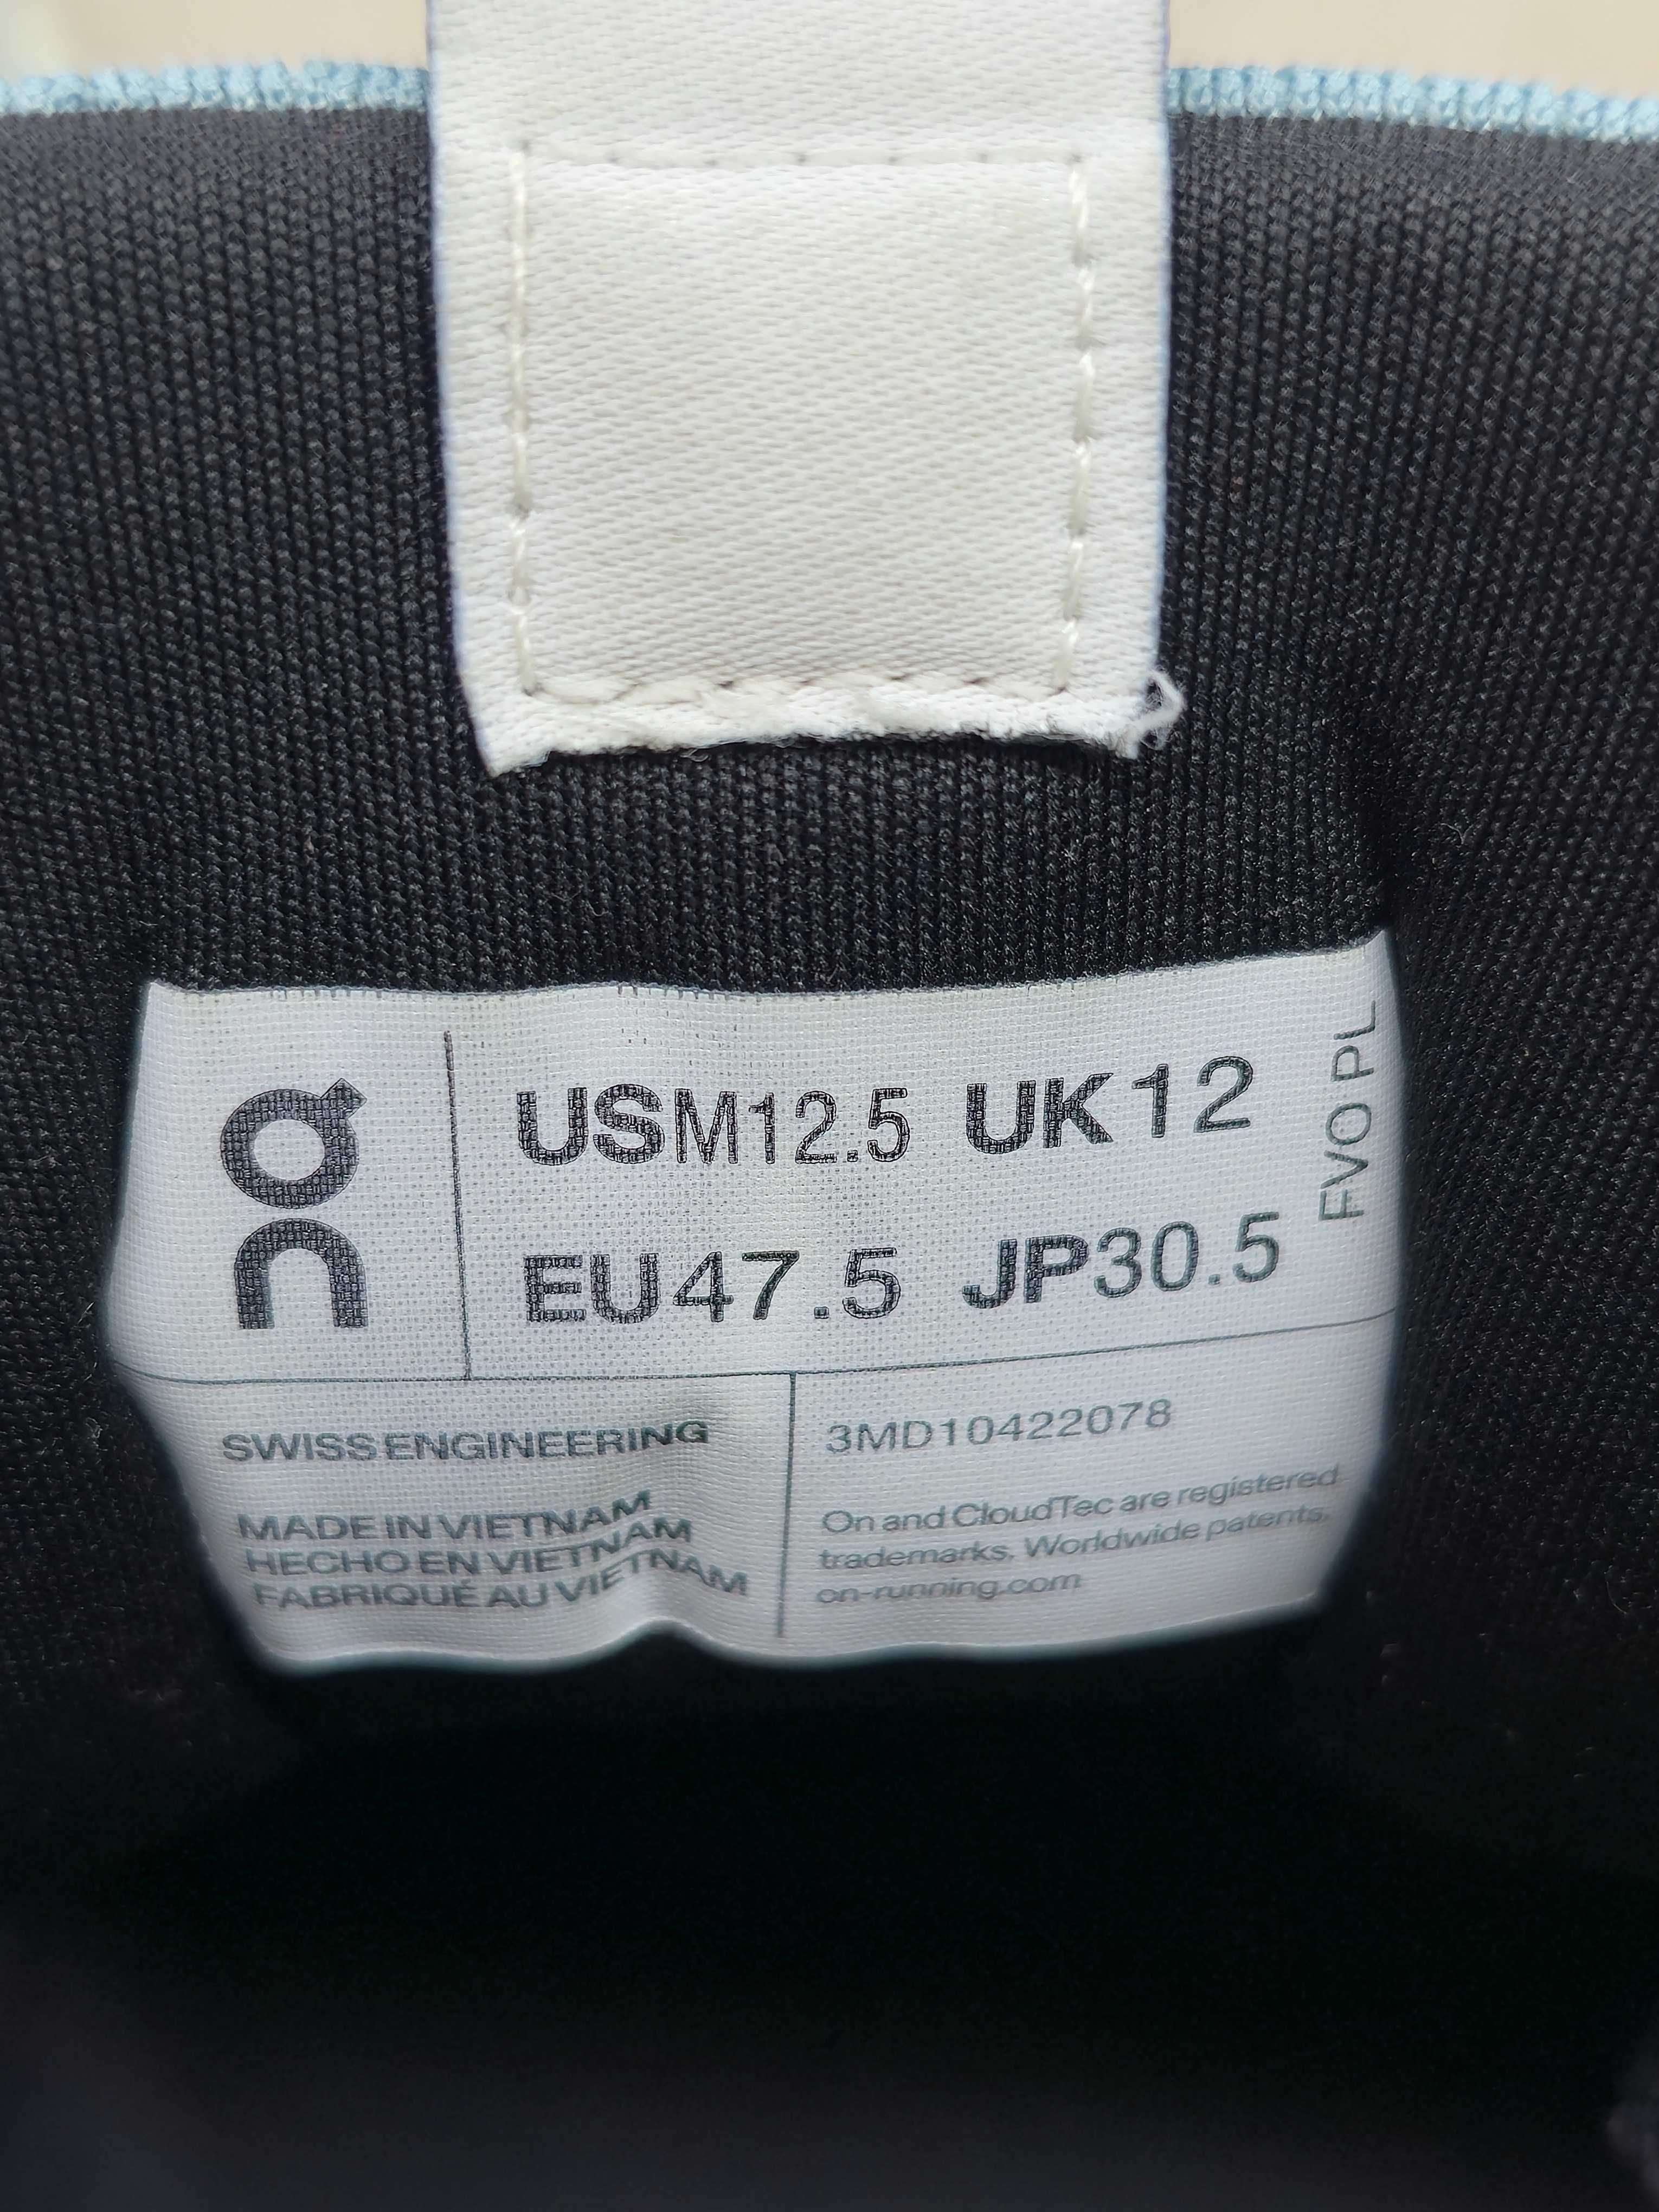 On
USM12.5 UK12
EU47.5 JP30.5
FVO PL
SWISS ENGINEERING
MADE IN VIETNAM
HECHO EN VIETNAM
FABRIQUÉ AU VIETNAM
3MD10422078
On and CloudTec are registered
trademarks. Worldwide patents,
on-running.com